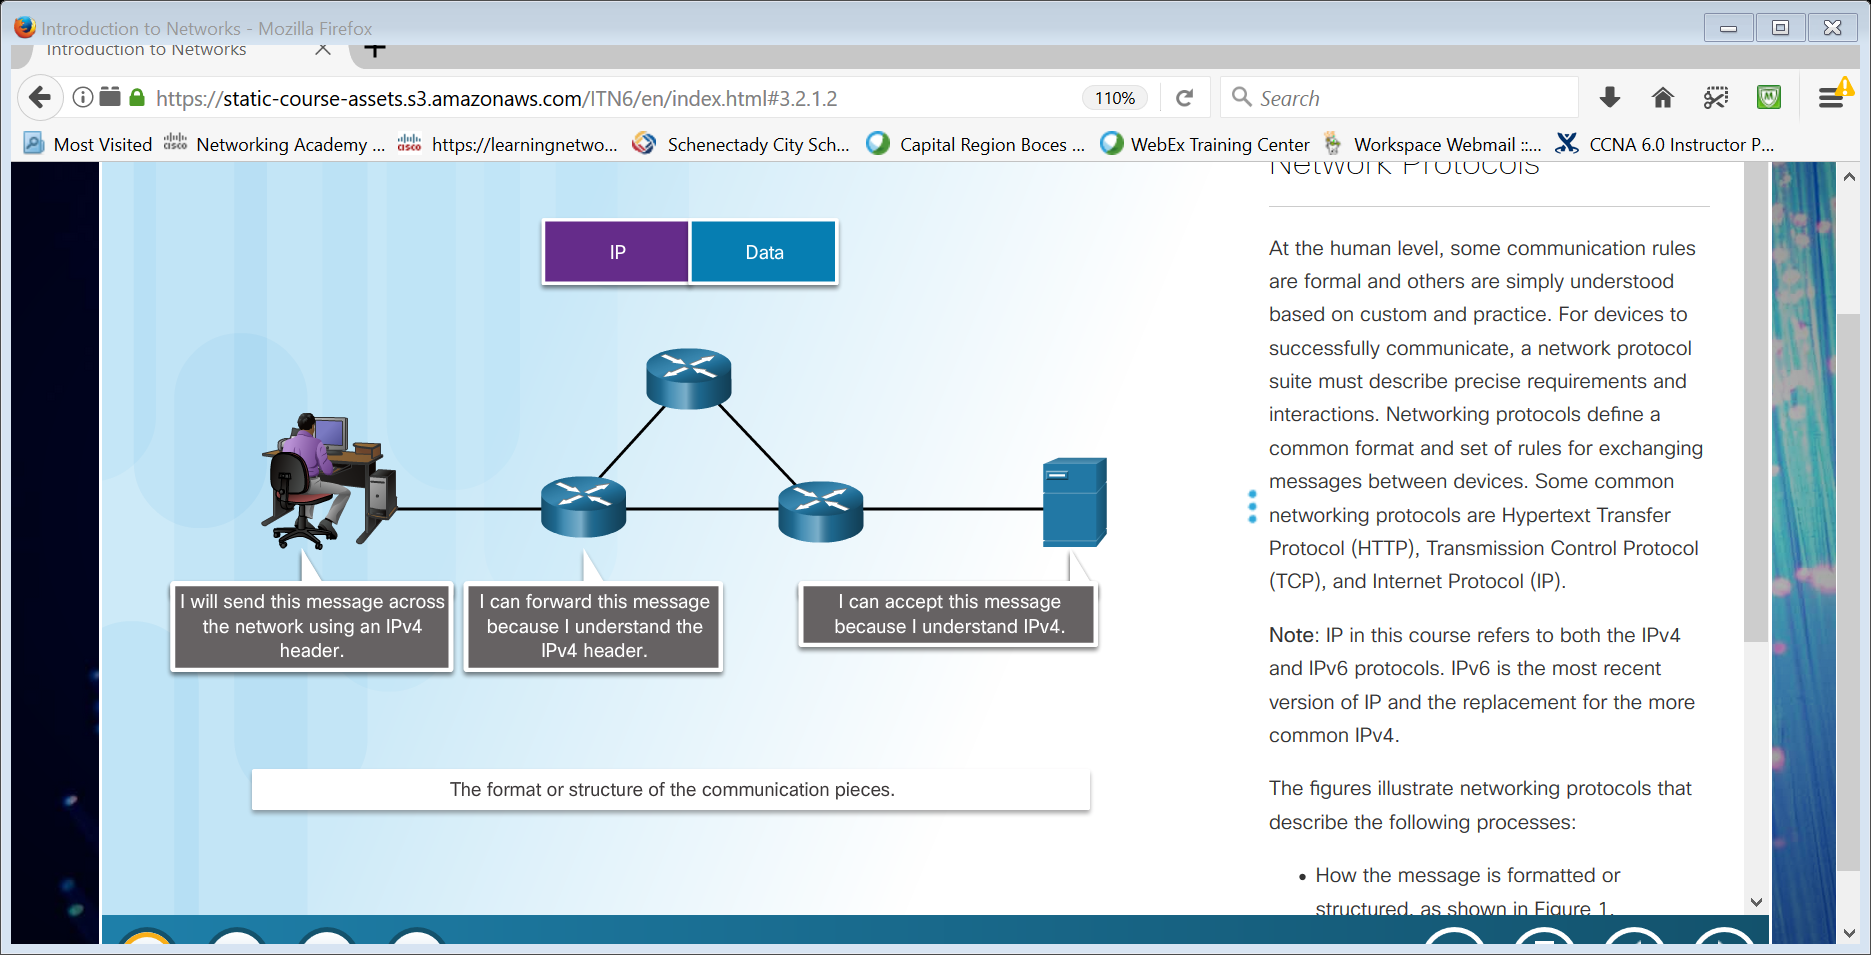 Introduction to Networks - Mozilla Firefox
Introduction to Networks
https://static-course-assets.s3.amazonaws.com/ITN6/en/index.html#3.2.1.2
110%
Search
Most Visited
Networking Academy ...
https://learningnetwo...
Schenectady City Sch...
Capital Region Boces ...
WebEx Training Center
Workspace Webmail ::...
CCNA 6.0 Instructor P...
IP
Data
I will send this message across
the network using an IPv4
header.
I can forward this message
because I understand the
IPv4 header.
I can accept this message
because I understand IPv4.
The format or structure of the communication pieces.
Network Protocols
At the human level, some communication rules
are formal and others are simply understood
based on custom and practice. For devices to
successfully communicate, a network protocol
suite must describe precise requirements and
interactions. Networking protocols define a
common format and set of rules for exchanging
messages between devices. Some common
networking protocols are Hypertext Transfer
Protocol (HTTP), Transmission Control Protocol
(TCP), and Internet Protocol (IP).
Note: IP in this course refers to both the IPv4
and IPv6 protocols. IPv6 is the most recent
version of IP and the replacement for the more
common IPv4.
The figures illustrate networking protocols that
describe the following processes:
• How the message is formatted or
structured, as shown in Figure 1.